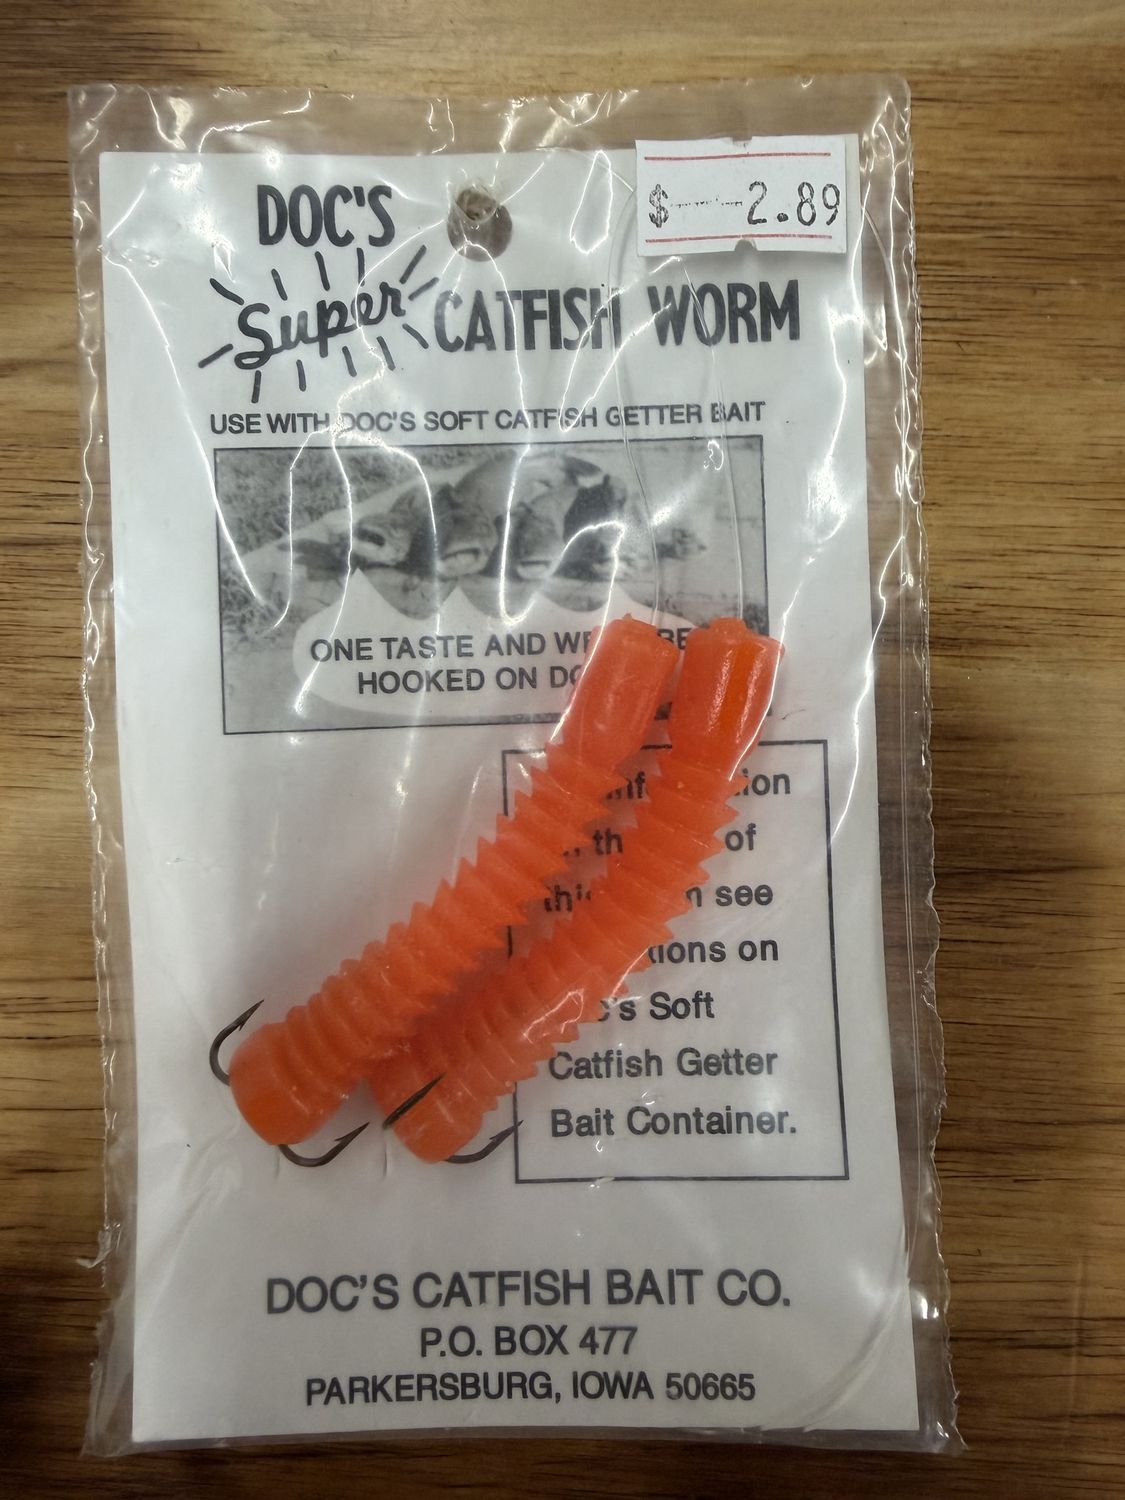 $ 2.89
DOC'S
Super CATFISH WORM
USE WITH DOC'S SOFT CATFISH GETTER BAIT
ONE TASTE AND
HOOKED ON
of
see
on
Soft
Catfish Getter
Bait Container.
DOC'S CATFISH BAIT CO.
P.O. BOX 477
PARKERSBURG, IOWA 50665